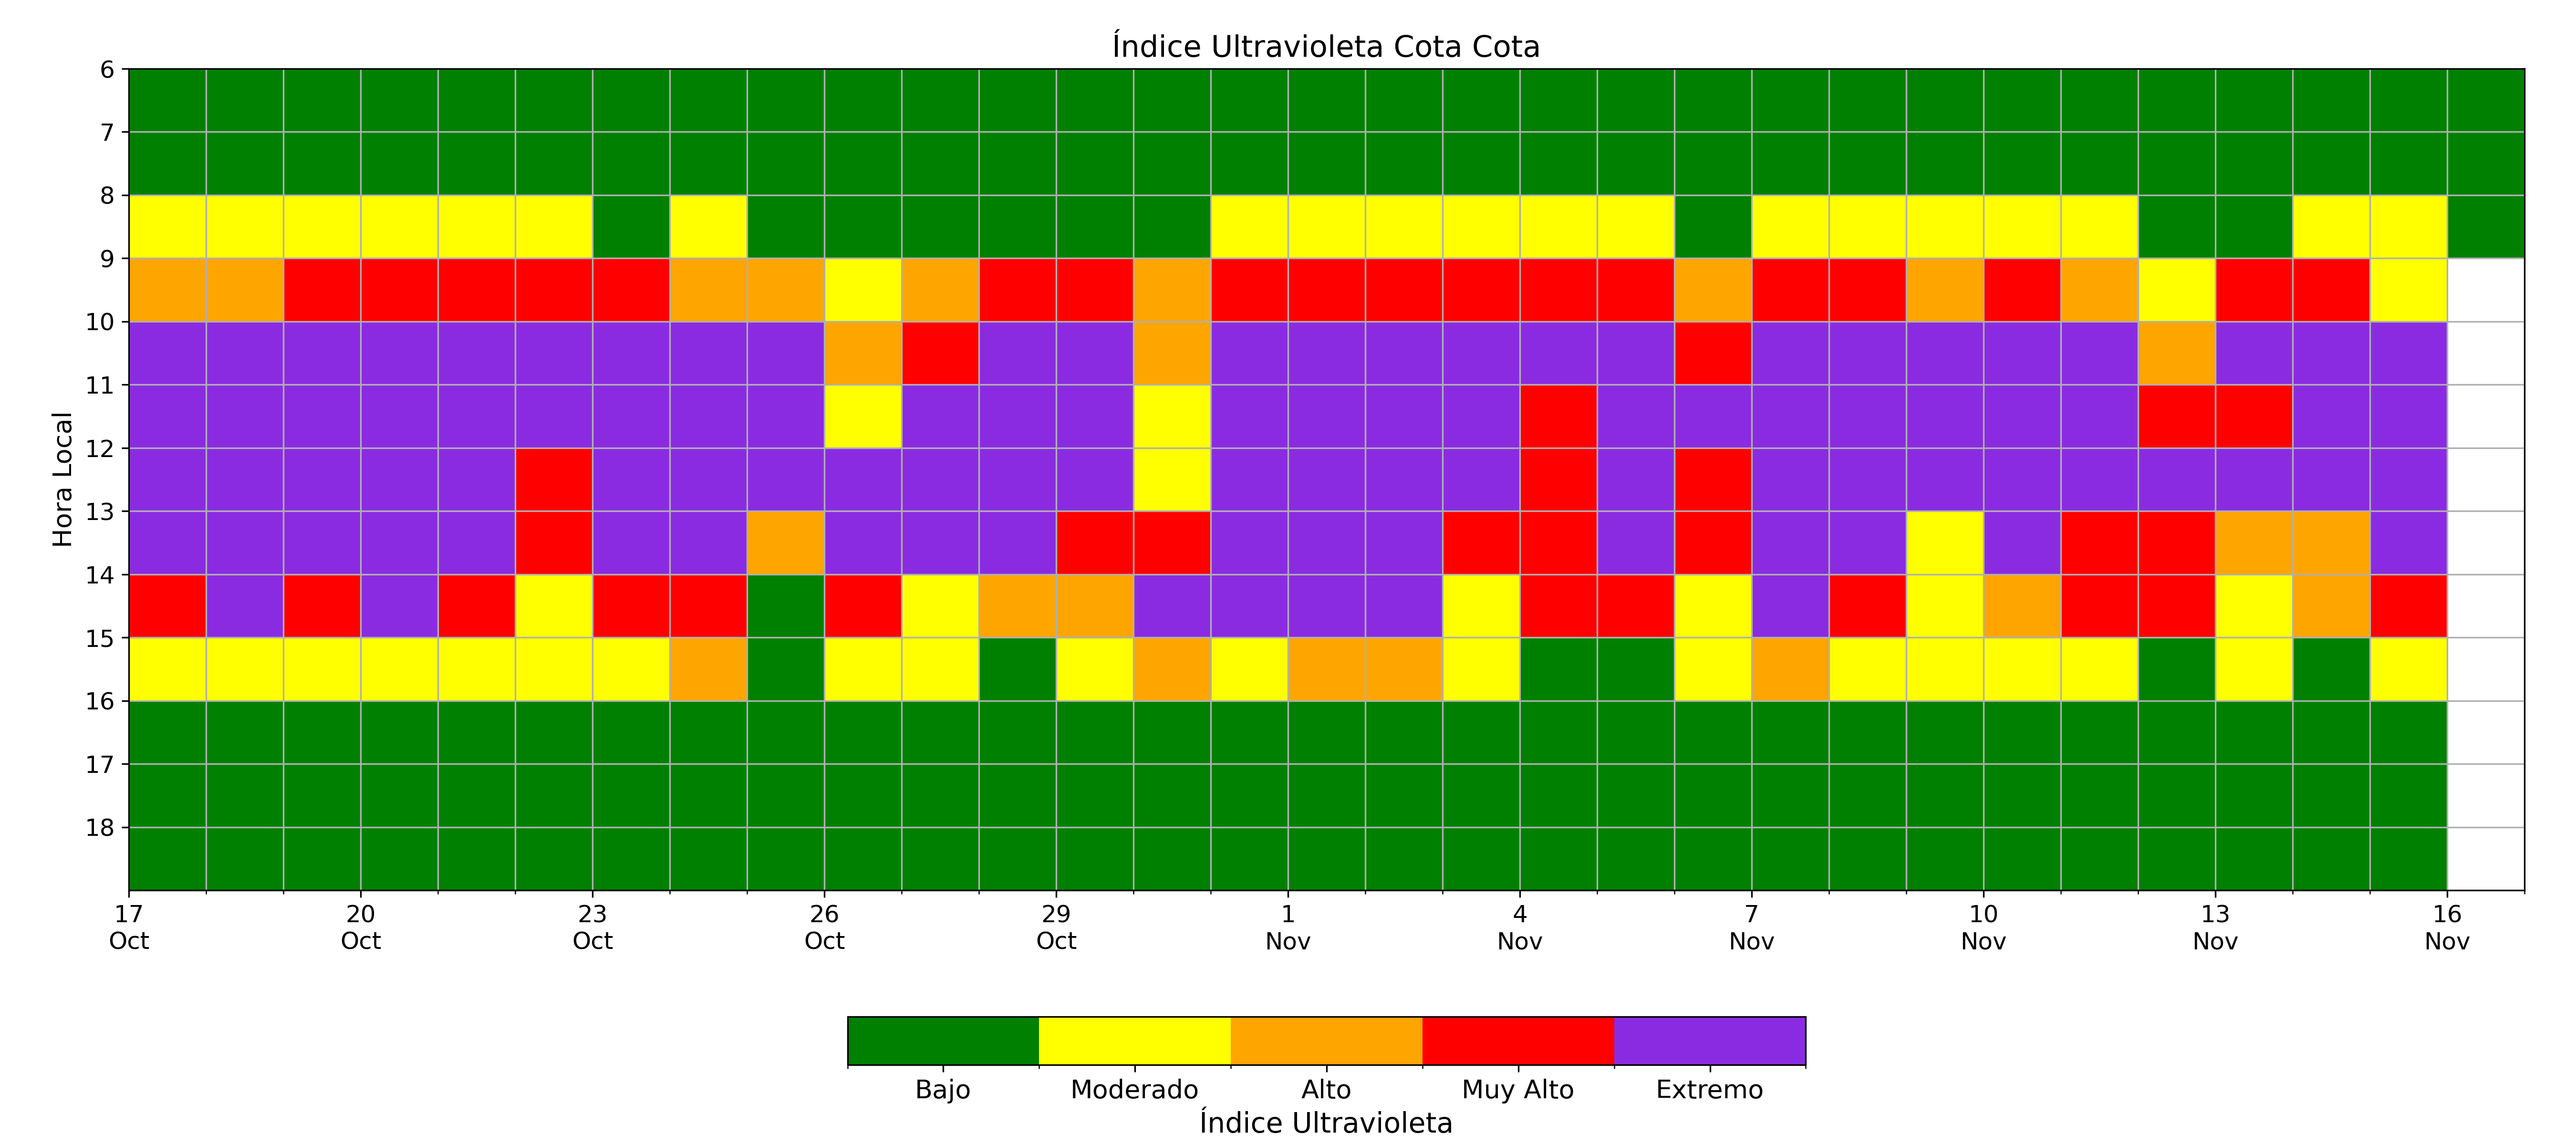 Índice Ultravioleta Cota Cota
6
7
8
9
10
11
12
13
14
15
16
17
18
Hora Local
17 20 23 26 29 1 4 7 10 13 16
Oct Oct Oct Oct Oct Nov Nov Nov Nov Nov Nov
Bajo Moderado Alto Muy Alto Extremo
Índice Ultravioleta